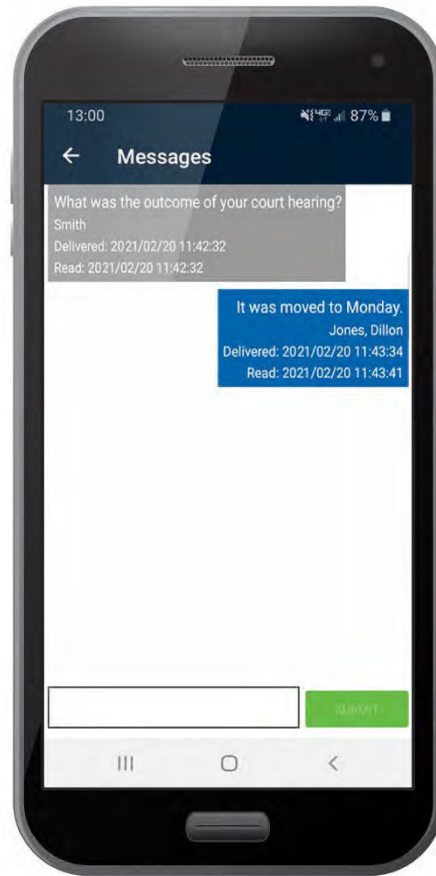 13:00 4GE 87%
Messages
What was the outcome of your court hearing?
Smith
Delivered: 2021/02/20 11:42:32
Read: 2021/02/20 11:42:32
It was moved to Monday.
Jones, Dillon
Delivered: 2021/02/20 11:43:34
Read: 2021/02/20 11:43:41
SUBMIT